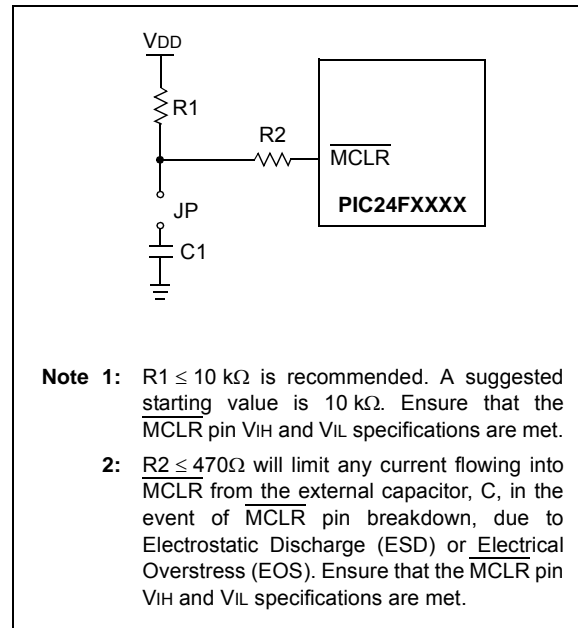 VDD
R1
R2
MCLR
JP
PIC24FXXXX
C1
Note 1: R1 ≤ 10 kΩ is recommended. A suggested
starting value is 10 kΩ. Ensure that the
MCLR pin VIH and VIL specifications are met.
2: R2 ≤ 470Ω will limit any current flowing into
MCLR from the external capacitor, C, in the
event of MCLR pin breakdown, due to
Electrostatic Discharge (ESD) or Electrical
Overstress (EOS). Ensure that the MCLR pin
VIH and VIL specifications are met.